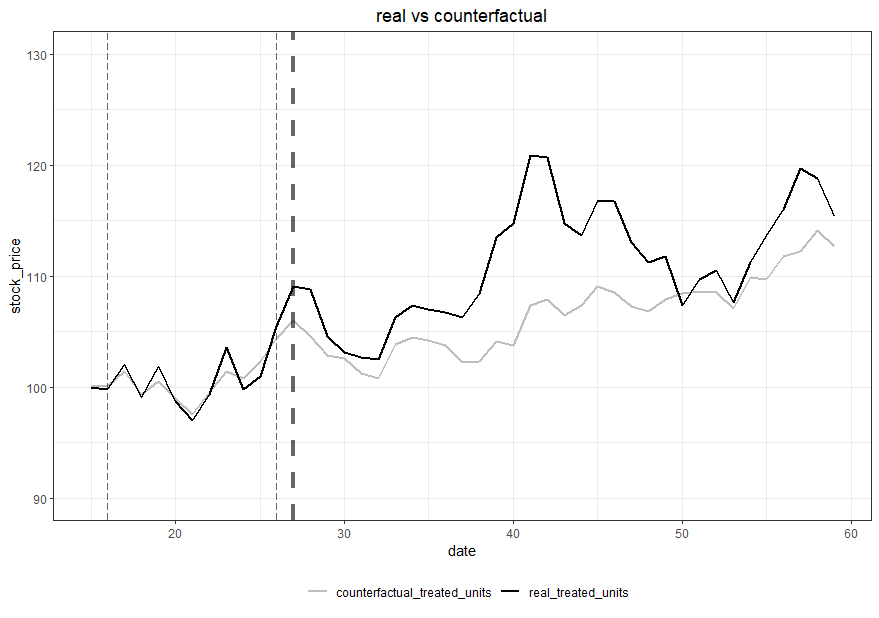 real vs counterfactual
130
120
110
100
90
stock_price
20 30 40 50 60
date
counterfactual_treated_units real_treated_units